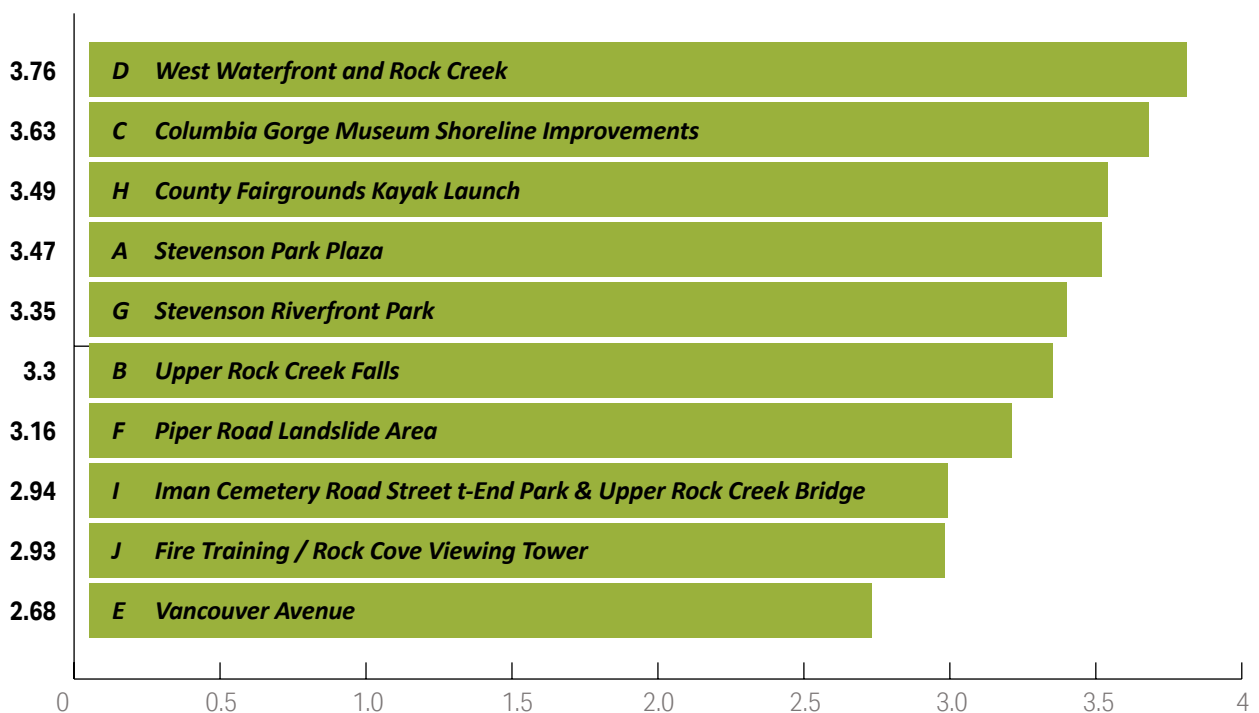 3.76 D West Waterfront and Rock Creek
3.63 C Columbia Gorge Museum Shoreline Improvements
3.49 H County Fairgrounds Kayak Launch
3.47 A Stevenson Park Plaza
3.35 G Stevenson Riverfront Park
3.3 B Upper Rock Creek Falls
3.16 F Piper Road Landslide Area
2.94 I Iman Cemetery Road Street t-End Park & Upper Rock Creek Bridge
2.93 J Fire Training / Rock Cove Viewing Tower
2.68 E Vancouver Avenue
0 0.5 1.0 1.5 2.0 2.5 3.0 3.5 4